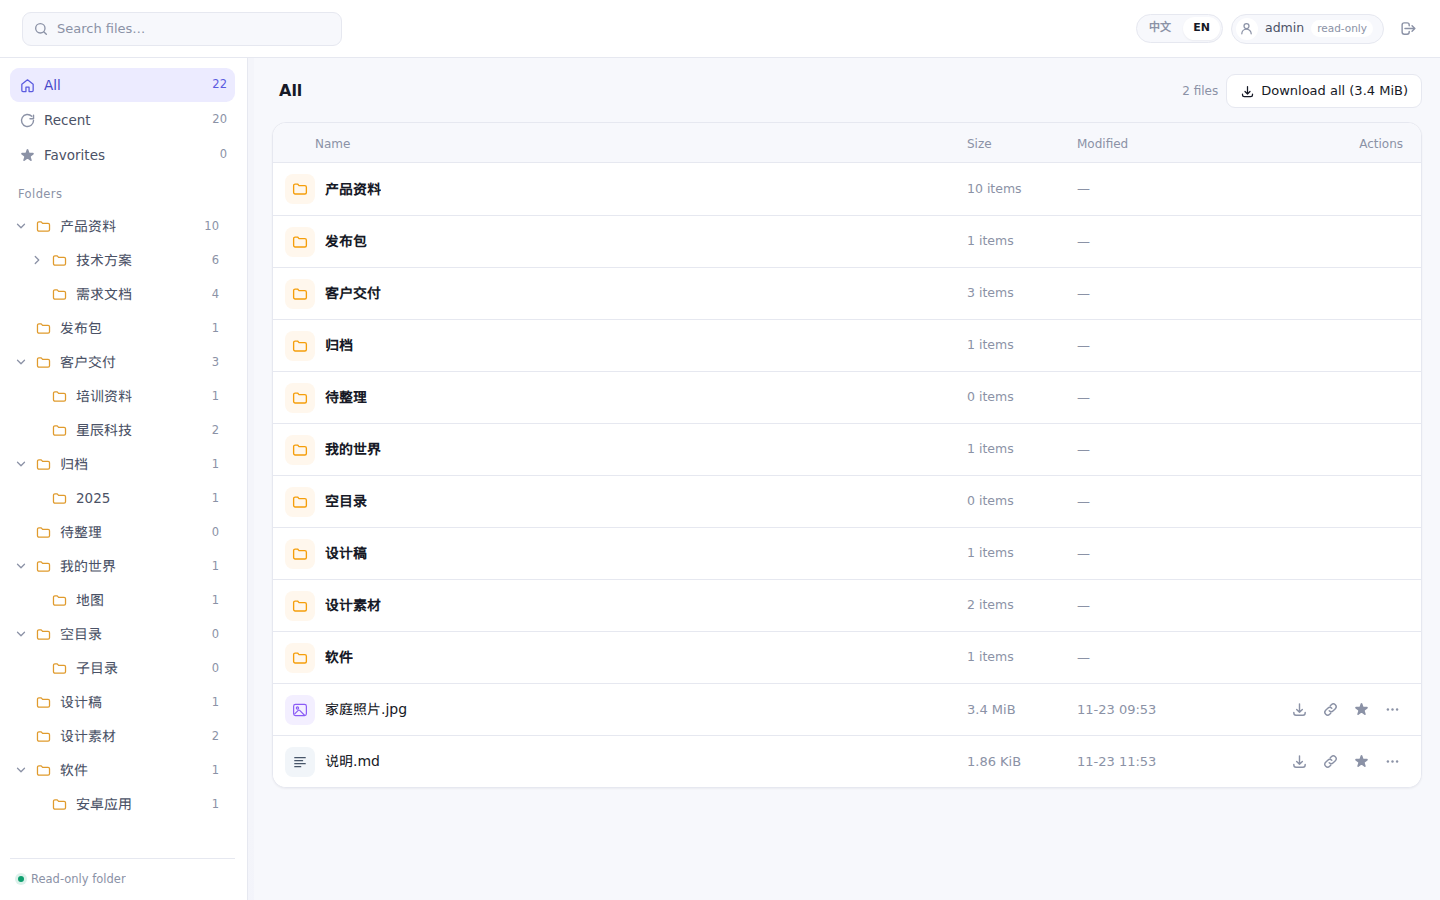 Search files...
中文 EN
admin read-only
All 22
Recent 20
Favorites 0
Folders
产品资料 10
技术方案 6
需求文档 4
发布包 1
客户交付 3
培训资料 1
星辰科技 2
归档 1
2025 1
待整理 0
我的世界 1
地图 1
空目录 0
子目录 0
设计稿 1
设计素材 2
软件 1
安卓应用 1
Read-only folder
All
2 files Download all (3.4 MiB)
Name Size Modified Actions
产品资料 10 items —
发布包 1 items —
客户交付 3 items —
归档 1 items —
待整理 0 items —
我的世界 1 items —
空目录 0 items —
设计稿 1 items —
设计素材 2 items —
软件 1 items —
家庭照片.jpg 3.4 MiB 11-23 09:53
说明.md 1.86 KiB 11-23 11:53